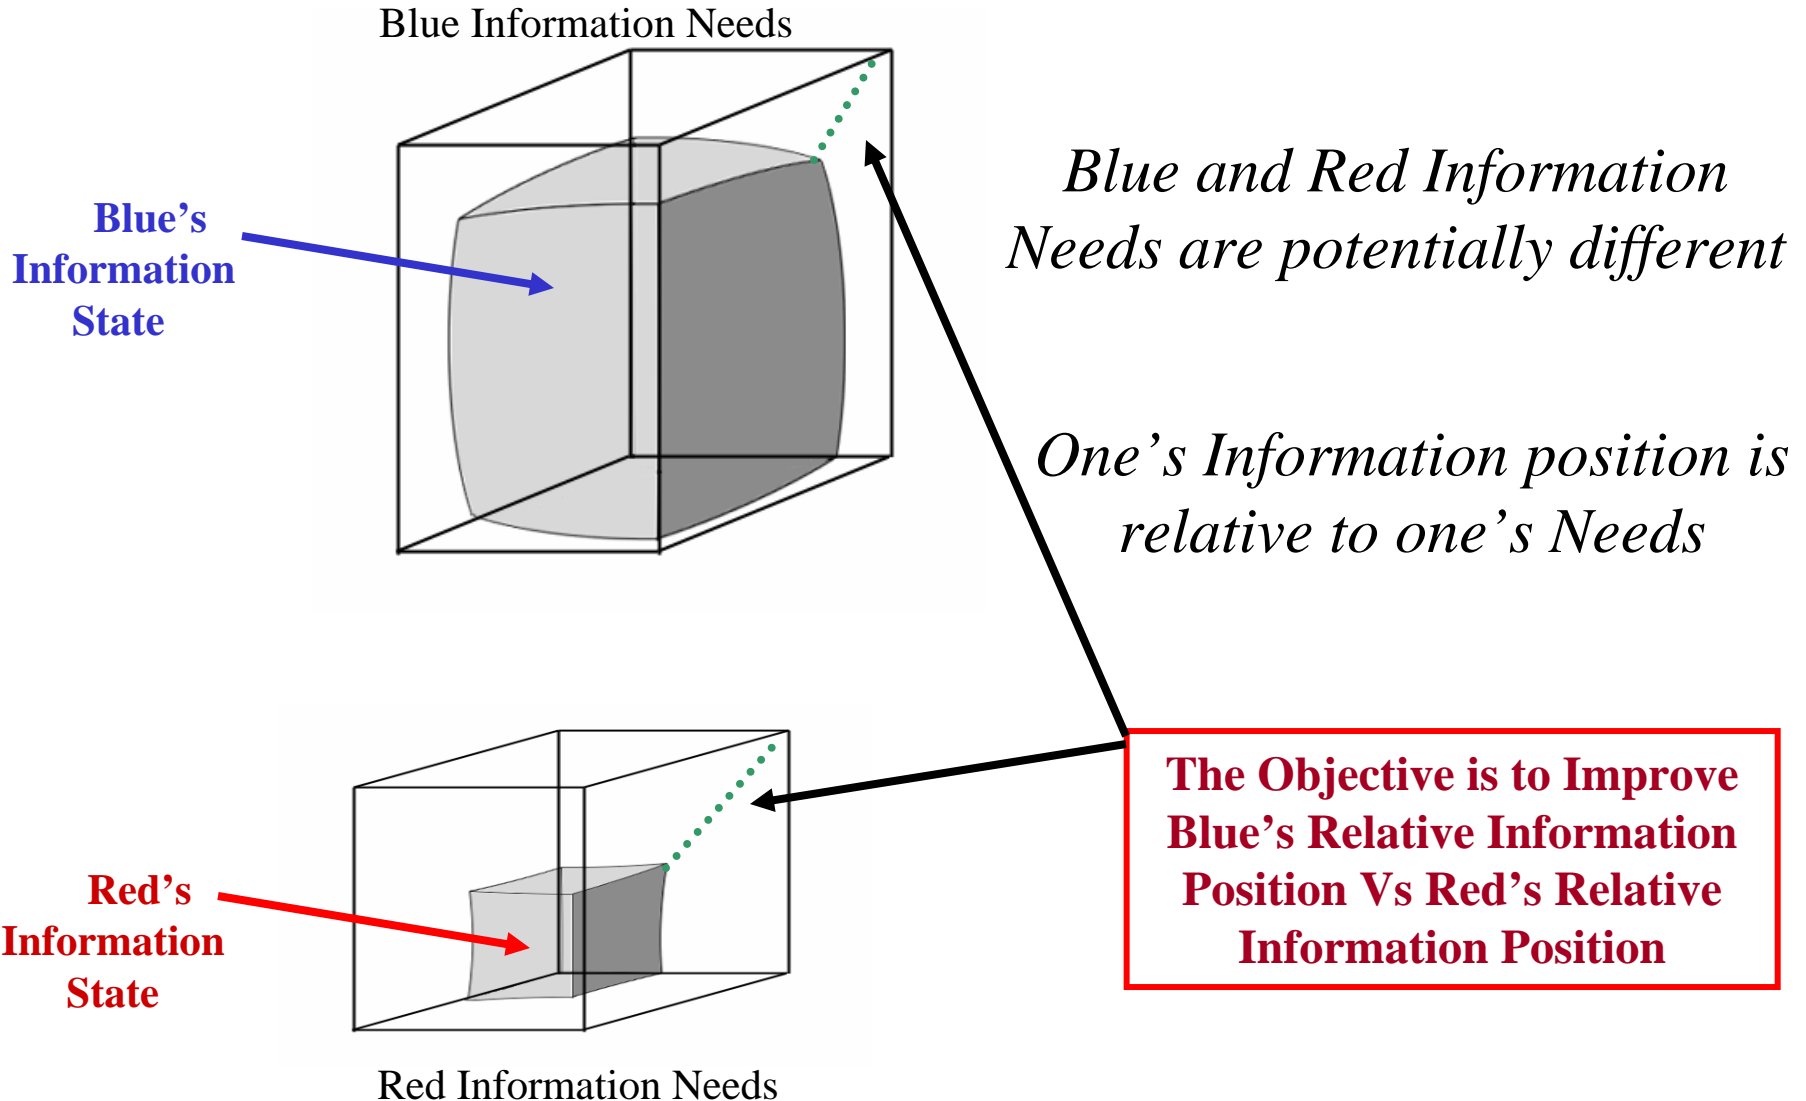 Blue Information Needs
Blue’s
Information
State
Blue and Red Information
Needs are potentially different
One’s Information position is
relative to one’s Needs
The Objective is to Improve
Blue’s Relative Information
Position Vs Red’s Relative
Information Position
Red’s
Information
State
Red Information Needs